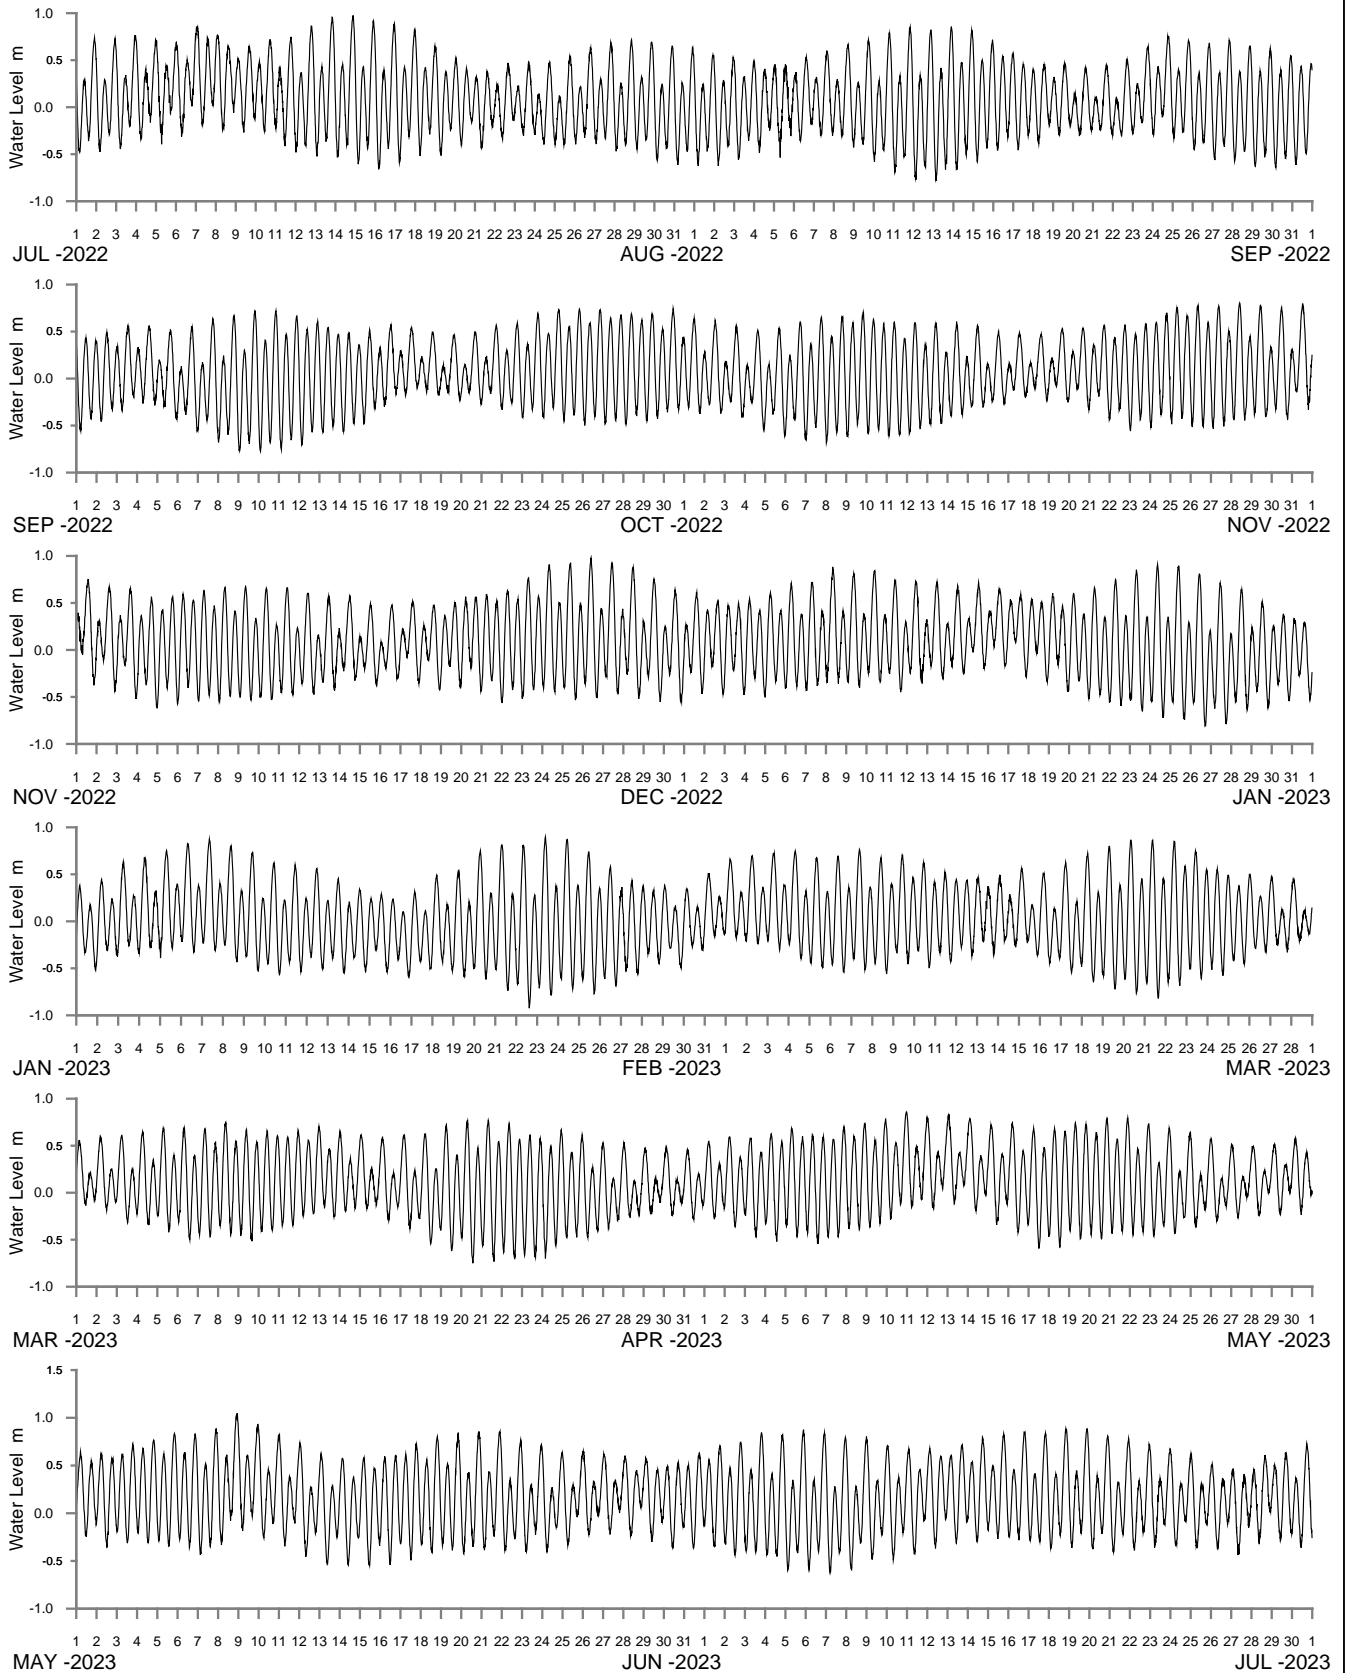 1.0
0.5
0.0
-0.5
-1.0
Water Level m
1 2 3 4 5 6 7 8 9 10 11 12 13 14 15 16 17 18 19 20 21 22 23 24 25 26 27 28 29 30 31 1 2 3 4 5 6 7 8 9 10 11 12 13 14 15 16 17 18 19 20 21 22 23 24 25 26 27 28 29 30 31 1
JUL -2022 AUG -2022 SEP -2022
1.0
0.5
0.0
-0.5
-1.0
Water Level m
1 2 3 4 5 6 7 8 9 10 11 12 13 14 15 16 17 18 19 20 21 22 23 24 25 26 27 28 29 30 1 2 3 4 5 6 7 8 9 10 11 12 13 14 15 16 17 18 19 20 21 22 23 24 25 26 27 28 29 30 31 1
SEP -2022 OCT -2022 NOV -2022
1.0
0.5
0.0
-0.5
-1.0
Water Level m
1 2 3 4 5 6 7 8 9 10 11 12 13 14 15 16 17 18 19 20 21 22 23 24 25 26 27 28 29 30 1 2 3 4 5 6 7 8 9 10 11 12 13 14 15 16 17 18 19 20 21 22 23 24 25 26 27 28 29 30 31 1
NOV -2022 DEC -2022 JAN -2023
1.0
0.5
0.0
-0.5
-1.0
Water Level m
1 2 3 4 5 6 7 8 9 10 11 12 13 14 15 16 17 18 19 20 21 22 23 24 25 26 27 28 29 30 31 1 2 3 4 5 6 7 8 9 10 11 12 13 14 15 16 17 18 19 20 21 22 23 24 25 26 27 28 1
JAN -2023 FEB -2023 MAR -2023
1.0
0.5
0.0
-0.5
-1.0
Water Level m
1 2 3 4 5 6 7 8 9 10 11 12 13 14 15 16 17 18 19 20 21 22 23 24 25 26 27 28 29 30 31 1 2 3 4 5 6 7 8 9 10 11 12 13 14 15 16 17 18 19 20 21 22 23 24 25 26 27 28 29 30 1
MAR -2023 APR -2023 MAY -2023
1.5
1.0
0.5
0.0
-0.5
-1.0
Water Level m
1 2 3 4 5 6 7 8 9 10 11 12 13 14 15 16 17 18 19 20 21 22 23 24 25 26 27 28 29 30 31 1 2 3 4 5 6 7 8 9 10 11 12 13 14 15 16 17 18 19 20 21 22 23 24 25 26 27 28 29 30 1
MAY -2023 JUN -2023 JUL -2023